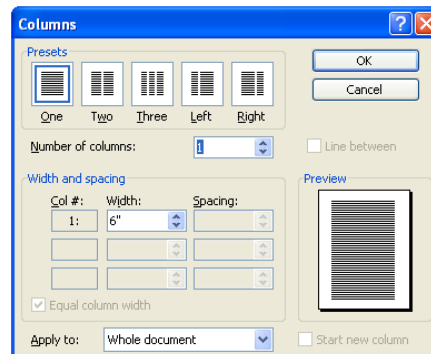 Columns
Presets
One Two Three Left Right
OK
Cancel
Number of columns: 1
Line between
Width and spacing
Col #: Width: Spacing:
1: 6"
Equal column width
Preview
Apply to: Whole document
Start new column